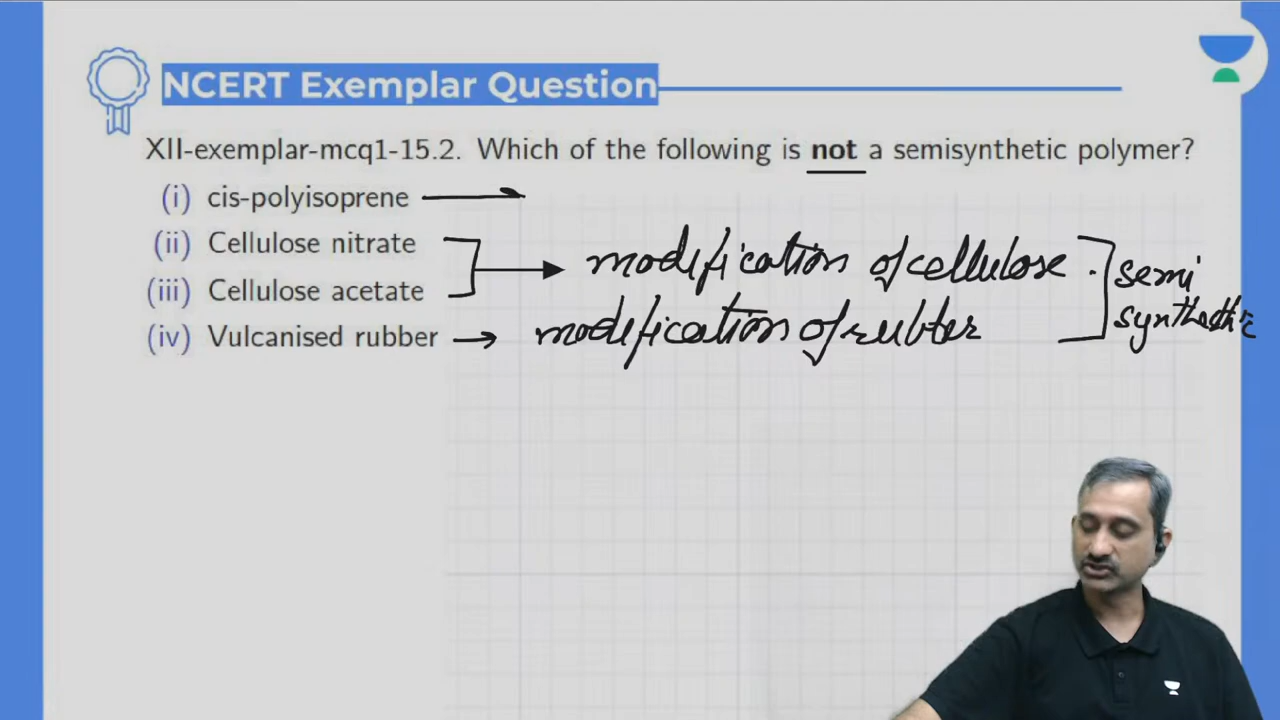 NCERT Exemplar Question
XII-exemplar-mcq1-15.2. Which of the following is not a semisynthetic polymer?
(i) cis-polyisoprene
(ii) Cellulose nitrate
(iii) Cellulose acetate
modification of cellulose
semi
synthethic
(iv) Vulcanised rubber
modification of rubber